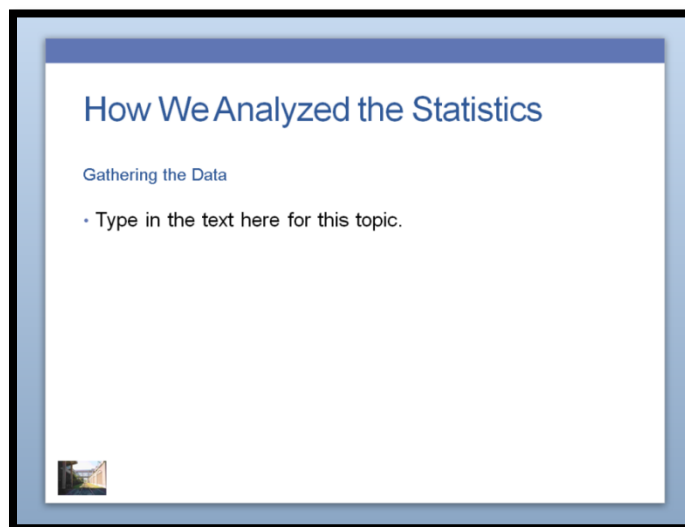 How We Analyzed the Statistics
Gathering the Data
• Type in the text here for this topic.